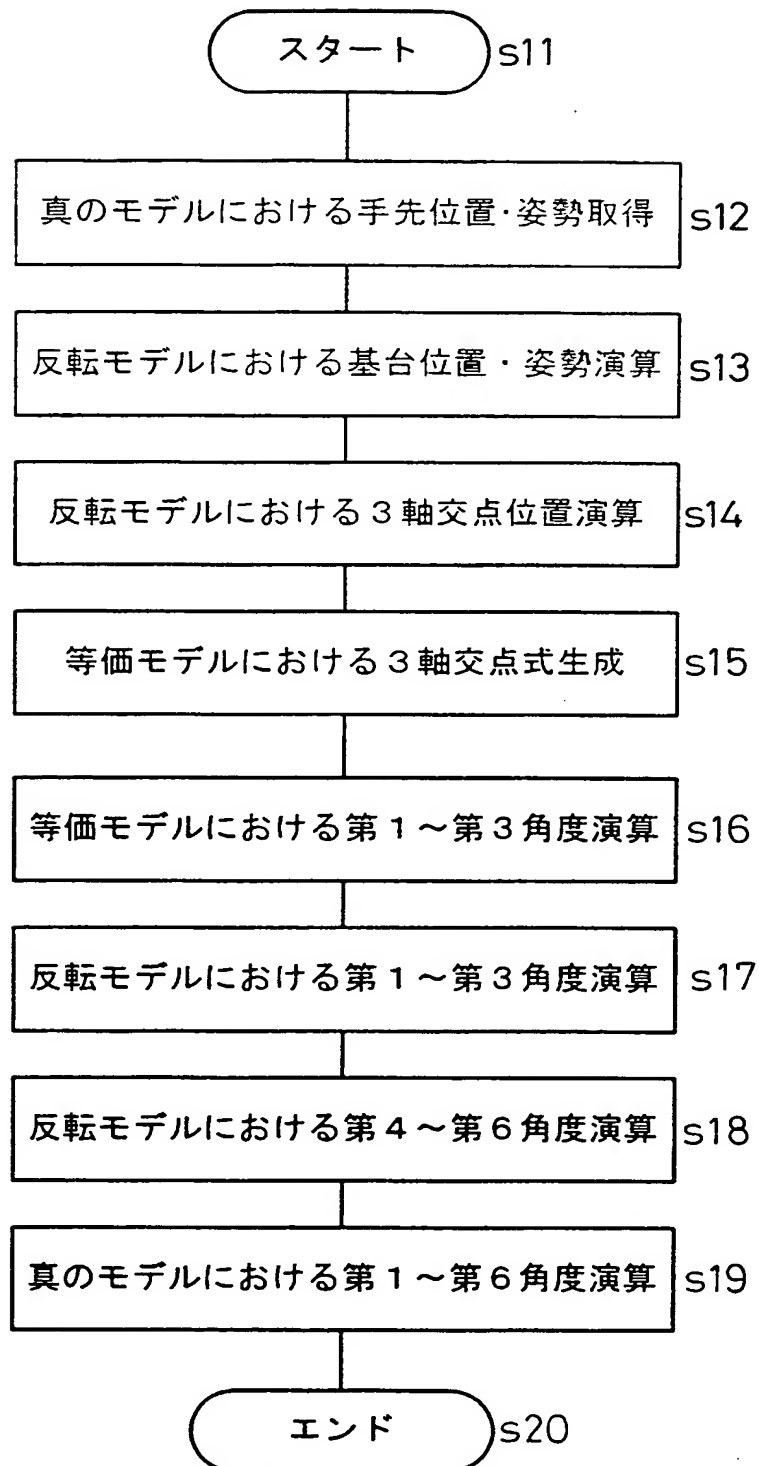 スタート s11
真のモデルにおける手先位置·姿勢取得 s12
反転モデルにおける基台位置・姿勢演算 s13
反転モデルにおける３軸交点位置演算 s14
等価モデルにおける３軸交点式生成 s15
等価モデルにおける第１～第３角度演算 s16
反転モデルにおける第１～第３角度演算 s17
反転モデルにおける第４～第６角度演算 s18
真のモデルにおける第１～第６角度演算 s19
エンド s20